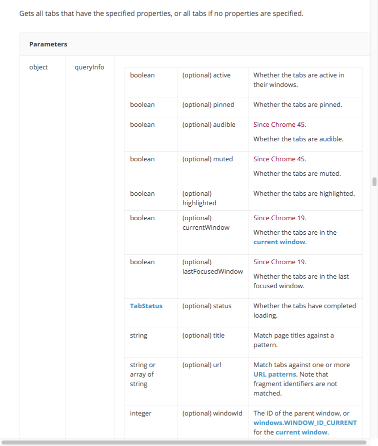 Gets all tabs that have the specified properties, or all tabs if no properties are specified.
Parameters
object queryInfo
boolean (optional) active Whether the tabs are active in
their windows.
boolean (optional) pinned Whether the tabs are pinned.
boolean (optional) audible Since Chrome 45.
Whether the tabs are audible.
boolean (optional) muted Since Chrome 45.
Whether the tabs are muted.
boolean (optional) Whether the tabs are highlighted.
highlighted
boolean (optional) Since Chrome 19.
currentWindow Whether the tabs are in the
current window.
boolean (optional) Since Chrome 19.
lastFocusedWindow Whether the tabs are in the last
focused window.
TabStatus (optional) status Whether the tabs have completed
loading.
string (optional) title Match page titles against a
pattern.
string or (optional) url Match tabs against one or more
array of URL patterns. Note that
string fragment identifiers are not
matched.
integer (optional) windowId The ID of the parent window, or
windows.WINDOW_ID_CURRENT
for the current window.